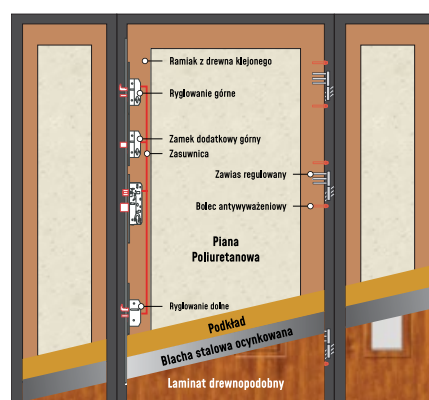 Ramiak z drewna klejonego
Ryglowanie górne
Zamek dodatkowy górny
Zasuwnica
Zawias regulowany
Bolec antywyważeniowy
Piana
Poliuretanowa
Ryglowanie dolne
Podkład
Blacha stalowa ocynkowana
Laminat drewnopodobny